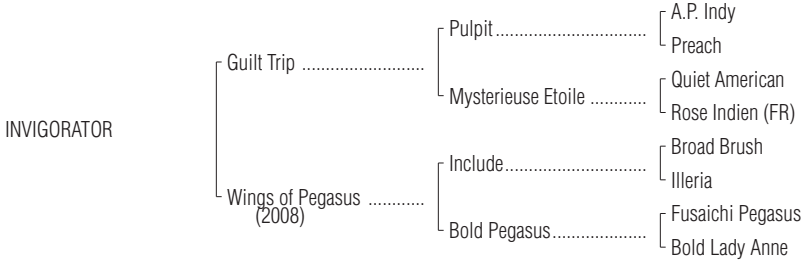 A.P. Indy
Pulpit..............................
Preach
Guilt Trip ........................
Quiet American
Mysterieuse Etoile ...........
Rose Indien (FR)
INVIGORATOR
Broad Brush
Include............................
Illeria
Wings of Pegasus ...........
(2008)
Fusaichi Pegasus
Bold Pegasus...................
Bold Lady Anne